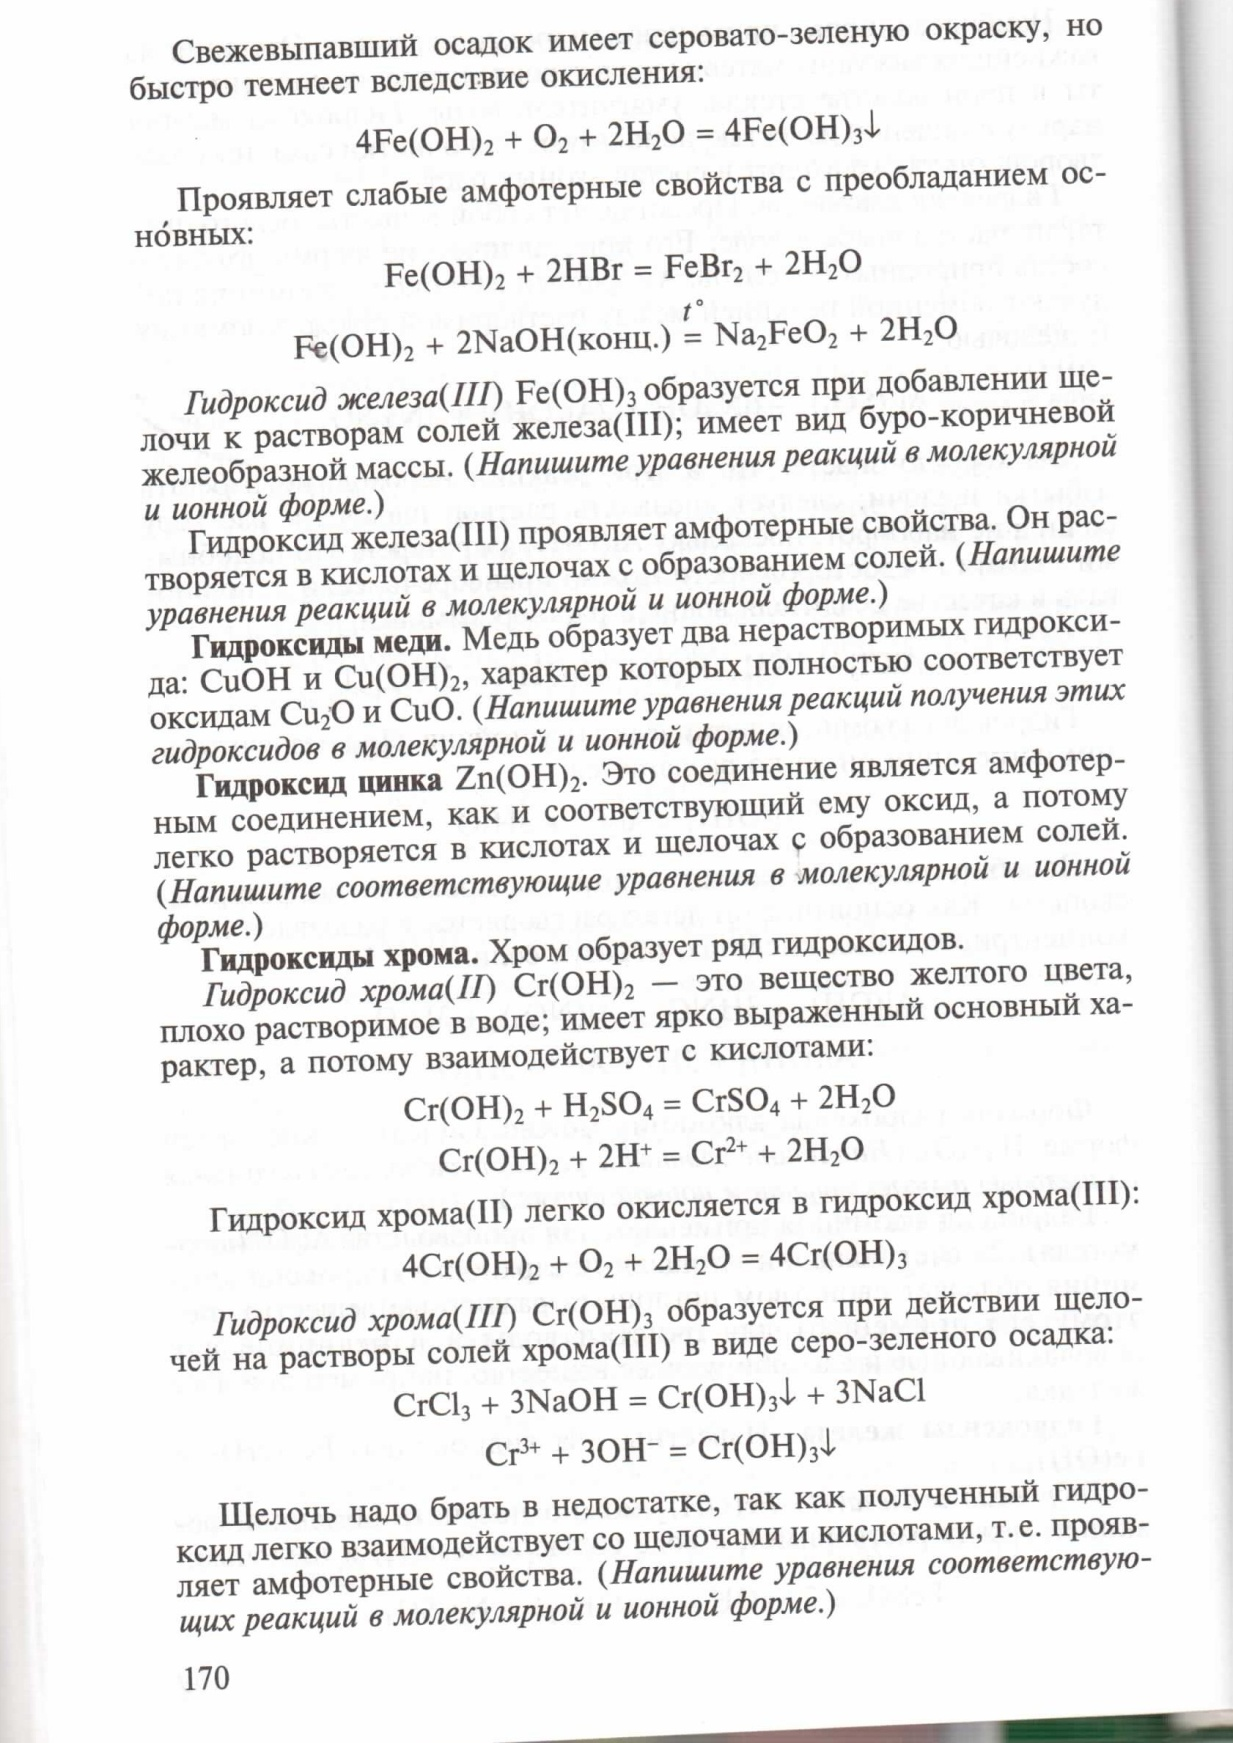 Свежевыпавший осадок имеет серовато-зеленую окраску, но
быстро темнеет вследствие окисления:
4Fe(OH)₂ + O₂ + 2H₂O = 4Fe(OH)₃↓
Проявляет слабые амфотерные свойства с преобладанием ос-
но́вных:
Fe(OH)₂ + 2HBr = FeBr₂ + 2H₂O
t°
Fe(OH)₂ + 2NaOH(конц.) = Na₂FeO₂ + 2H₂O
Гидроксид железа(III) Fe(OH)₃ образуется при добавлении ще-
лочи к растворам солей железа(III); имеет вид буро-коричневой
желеобразной массы. (Напишите уравнения реакций в молекулярной
и ионной форме.)
Гидроксид железа(III) проявляет амфотерные свойства. Он рас-
творяется в кислотах и щелочах с образованием солей. (Напишите
уравнения реакций в молекулярной и ионной форме.)
Гидроксиды меди. Медь образует два нерастворимых гидрокси-
да: CuOH и Cu(OH)₂, характер которых полностью соответствует
оксидам Cu₂O и CuO. (Напишите уравнения реакций получения этих
гидроксидов в молекулярной и ионной форме.)
Гидроксид цинка Zn(OH)₂. Это соединение является амфотер-
ным соединением, как и соответствующий ему оксид, а потому
легко растворяется в кислотах и щелочах с образованием солей.
(Напишите соответствующие уравнения в молекулярной и ионной
форме.)
Гидроксиды хрома. Хром образует ряд гидроксидов.
Гидроксид хрома(II) Cr(OH)₂ — это вещество желтого цвета,
плохо растворимое в воде; имеет ярко выраженный основный ха-
рактер, а потому взаимодействует с кислотами:
Cr(OH)₂ + H₂SO₄ = CrSO₄ + 2H₂O
Cr(OH)₂ + 2H⁺ = Cr²⁺ + 2H₂O
Гидроксид хрома(II) легко окисляется в гидроксид хрома(III):
4Cr(OH)₂ + O₂ + 2H₂O = 4Cr(OH)₃
Гидроксид хрома(III) Cr(OH)₃ образуется при действии щело-
чей на растворы солей хрома(III) в виде серо-зеленого осадка:
CrCl₃ + 3NaOH = Cr(OH)₃↓ + 3NaCl
Cr³⁺ + 3OH⁻ = Cr(OH)₃↓
Щелочь надо брать в недостатке, так как полученный гидро-
ксид легко взаимодействует со щелочами и кислотами, т. е. прояв-
ляет амфотерные свойства. (Напишите уравнения соответствую-
щих реакций в молекулярной и ионной форме.)
170